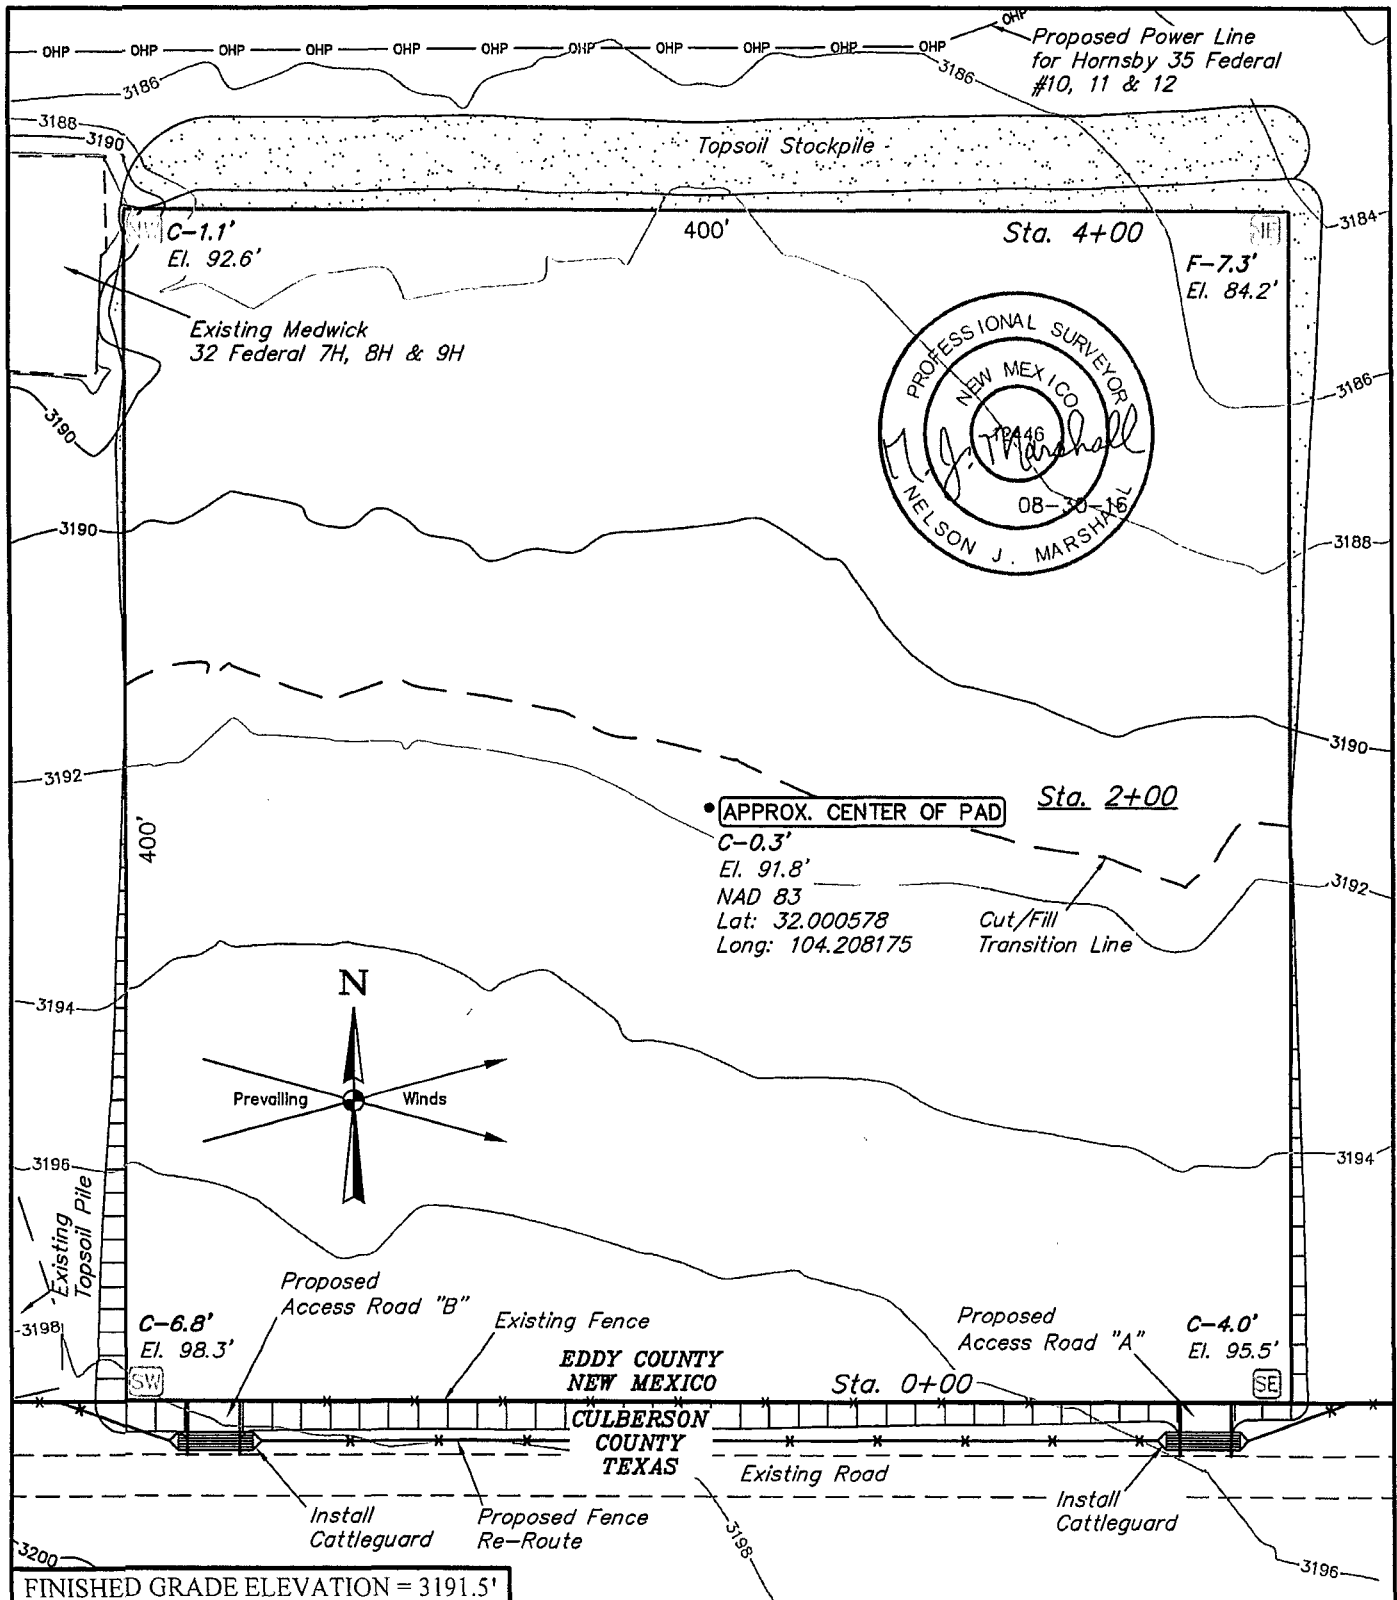 OHP OHP OHP OHP OHP OHP OHP OHP OHP OHP OHP OHP
Proposed Power Line
for Hornsby 35 Federal
#10, 11 & 12
3186
3186
3188
3190
Topsoil Stockpile
NW
C-1.1'
El. 92.6'
400'
Sta. 4+00
NE
F-7.3'
El. 84.2'
3184
Existing Medwick
32 Federal 7H, 8H & 9H
PROFESSIONAL SURVEYOR
NEW MEXICO
12446
N. J. Marshall
08-30-16
NELSON J. MARSHALL
3186
3190
3190
3188
3190
3192
400'
APPROX. CENTER OF PAD
Sta. 2+00
C-0.3'
El. 91.8'
NAD 83
Lat: 32.000578
Long: 104.208175
Cut/Fill
Transition Line
3192
3194
N
Prevailing Winds
3196
3194
Existing
Topsoil Pile
Proposed
Access Road "B"
Existing Fence
Proposed
Access Road "A"
3198
C-6.8'
El. 98.3'
SW
EDDY COUNTY
NEW MEXICO
Sta. 0+00
C-4.0'
El. 95.5'
SE
CULBERSON
COUNTY
TEXAS
Existing Road
Install
Cattleguard
Proposed Fence
Re-Route
3198
Install
Cattleguard
3200
3196
FINISHED GRADE ELEVATION = 3191.5'